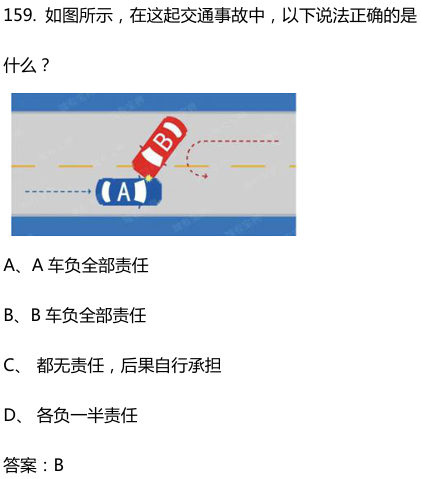 159. 如图所示，在这起交通事故中，以下说法正确的是
什么？
B
A
A、A 车负全部责任
B、B 车负全部责任
C、 都无责任，后果自行承担
D、 各负一半责任
答案：B